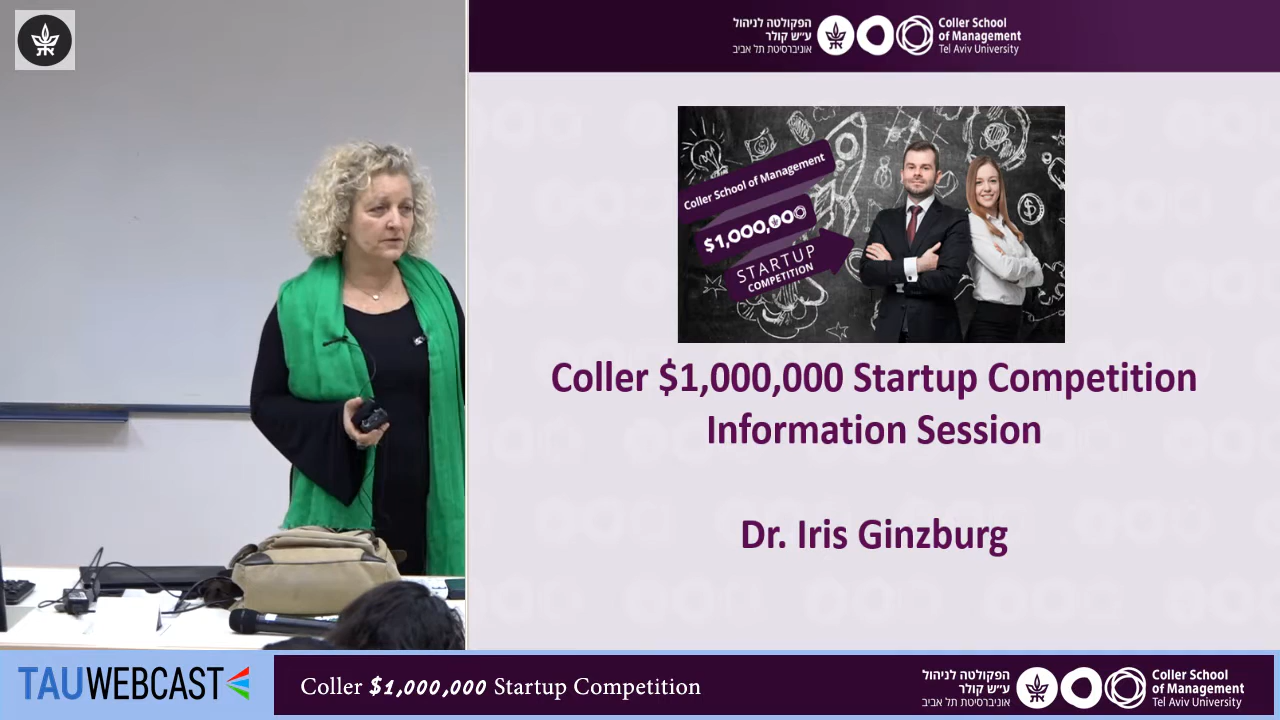 הפקולטה לניהול
ע״ש קולר
אוניברסיטת תל אביב
Coller School
of Management
Tel Aviv University
Coller School of Management
$1,000,000
STARTUP
COMPETITION
Coller $1,000,000 Startup Competition
Information Session
Dr. Iris Ginzburg
TAUWEBCAST
Coller $1,000,000 Startup Competition
הפקולטה לניהול
ע״ש קולר
אוניברסיטת תל אביב
Coller School
of Management
Tel Aviv University